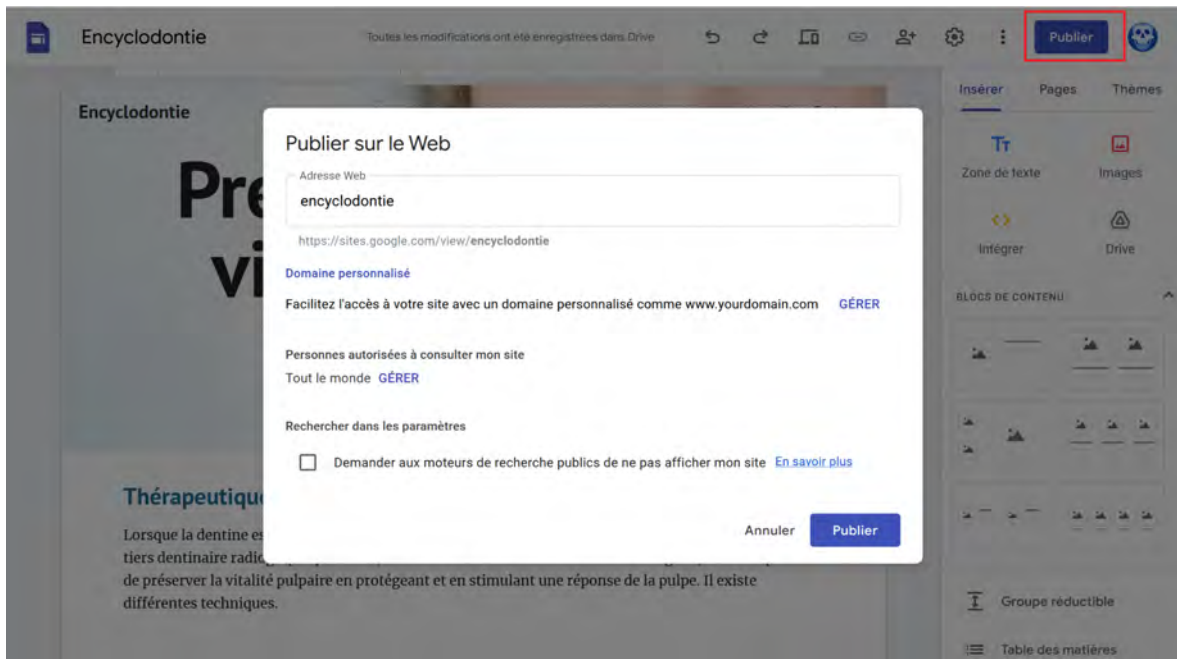 Encyclodontie
Toutes les modifications ont été enregistrées dans Drive
Publier
Insérer Pages Thèmes
Encyclodontie
Publier sur le Web
Pre
vi
Adresse Web
encyclodontie
https://sites.google.com/view/encyclodontie
Zone de texte Images
Intégrer Drive
Domaine personnalisé
Facilitez l'accès à votre site avec un domaine personnalisé comme www.yourdomain.com GÉRER
BLOCS DE CONTENU
Personnes autorisées à consulter mon site
Tout le monde GÉRER
Rechercher dans les paramètres
Demander aux moteurs de recherche publics de ne pas afficher mon site En savoir plus
Annuler Publier
Thérapeutiqu
Lorsque la dentine es
tiers dentinaire radio
de préserver la vitalité pulpaire en protégeant et en stimulant une réponse de la pulpe. Il existe
différentes techniques.
Groupe réductible
Table des matières